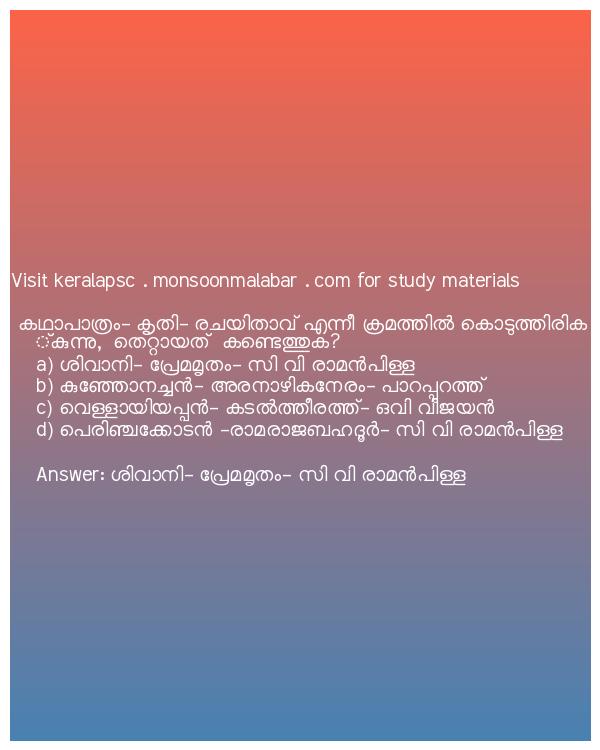 Visit keralapsc . monsoonmalabar . com for study materials
കഥാപാത്രം- കൃതി- രചയിതാവ് എന്നീ ക്രമത്തിൽ കൊടുത്തിരിക
്കുന്നു, തെറ്റായത് കണ്ടെത്തുക?
a) ശിവാനി- പ്രേമമൃതം- സി വി രാമൻപിള്ള
b) കുഞ്ഞോനച്ചൻ- അരനാഴികനേരം- പാറപ്പുറത്ത്
c) വെള്ളായിയപ്പൻ- കടൽത്തീരത്ത്- ഒവി വിജയൻ
d) പെരിഞ്ചക്കോടൻ -രാമരാജബഹദൂർ- സി വി രാമൻപിള്ള
Answer: ശിവാനി- പ്രേമമൃതം- സി വി രാമൻപിള്ള